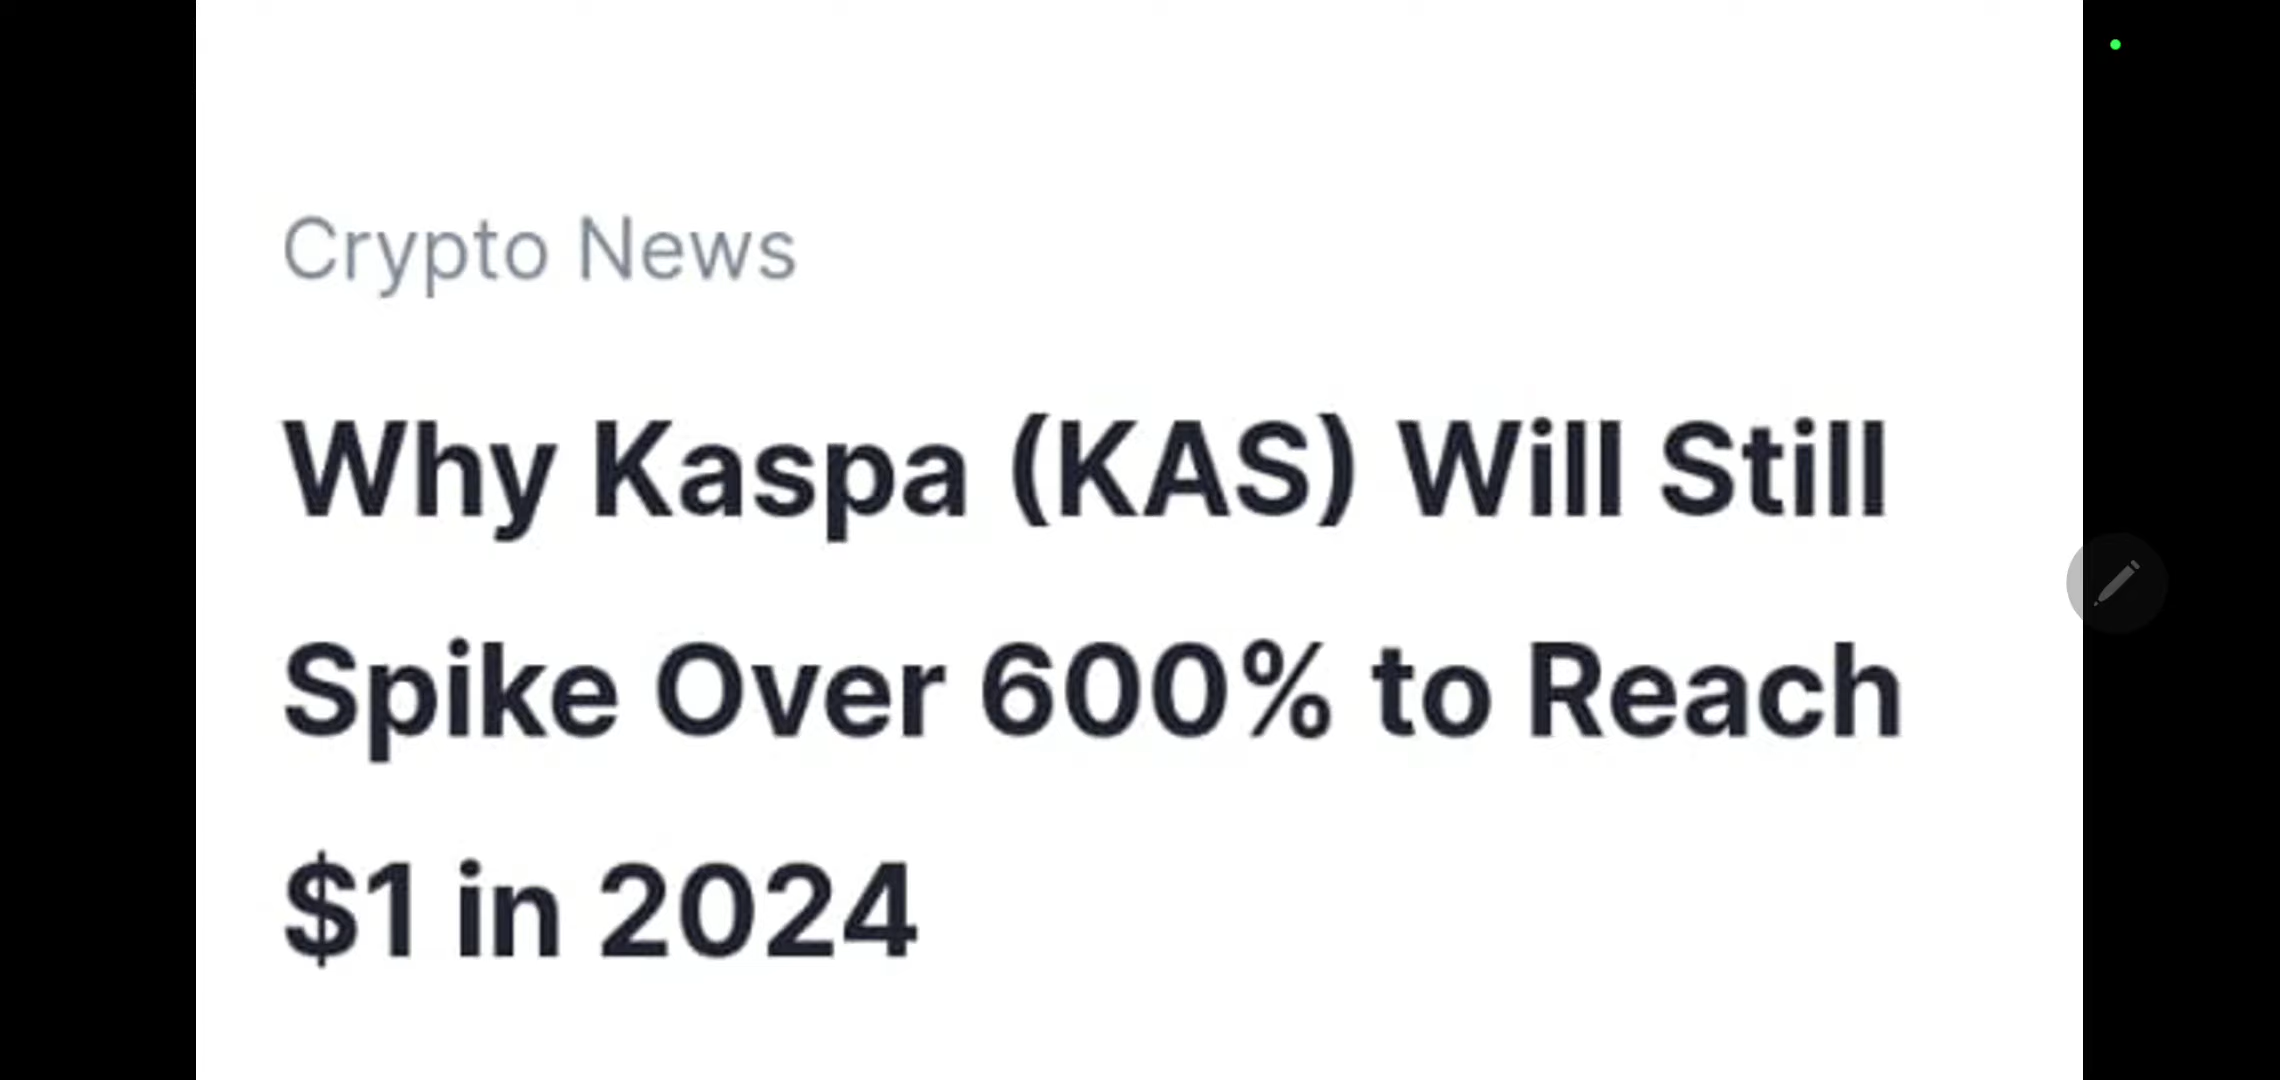 Crypto News
Why Kaspa (KAS) Will Still
Spike Over 600% to Reach
$1 in 2024